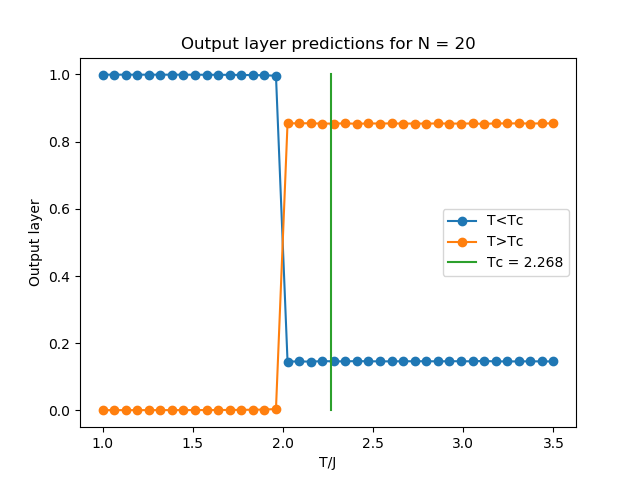 Output layer predictions for N = 20
1.0
0.8
0.6
0.4
0.2
0.0
Output layer
T<Tc
T>Tc
Tc = 2.268
1.0 1.5 2.0 2.5 3.0 3.5
T/J